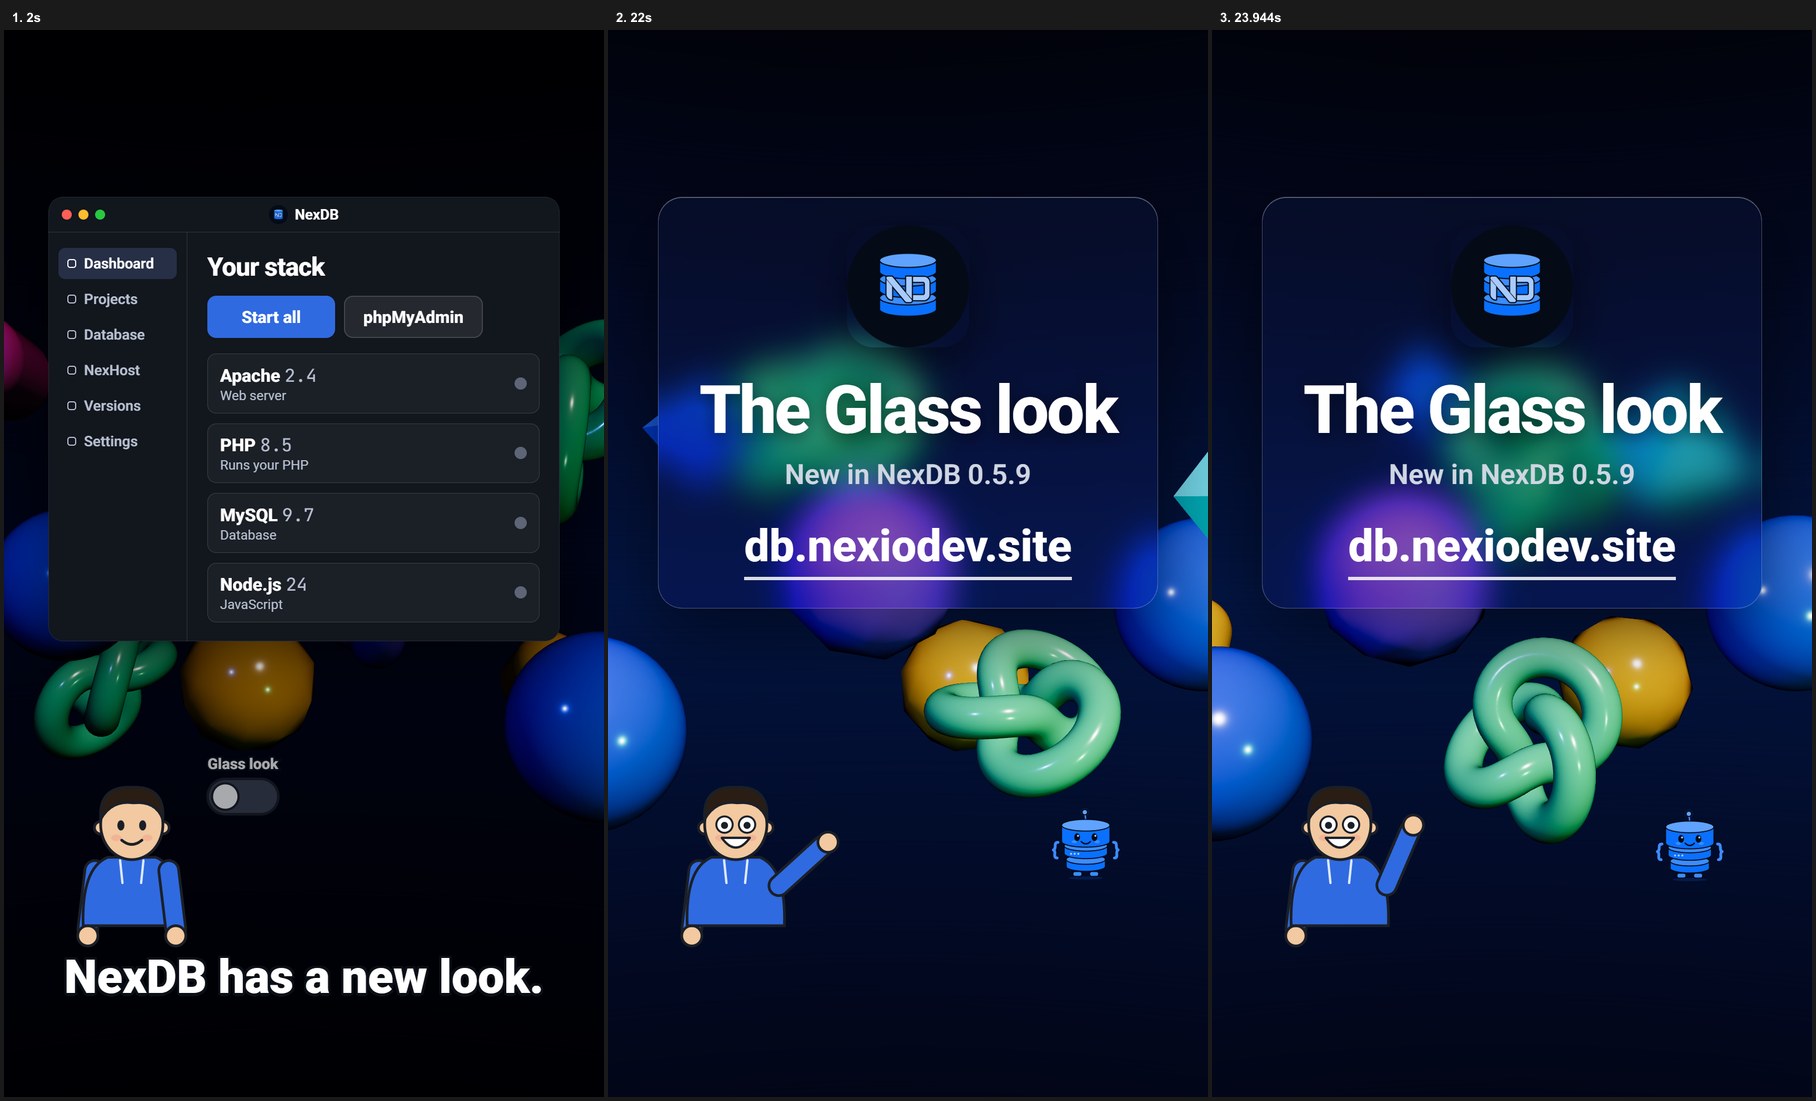 1. 2s
NexDB
Dashboard
Projects
Database
NexHost
Versions
Settings
Your stack
Start all
phpMyAdmin
Apache 2.4
Web server
PHP 8.5
Runs your PHP
MySQL 9.7
Database
Node.js 24
JavaScript
Glass look
NexDB has a new look.
2. 22s
ND
The Glass look
New in NexDB 0.5.9
db.nexiodev.site
3. 23.944s
ND
The Glass look
New in NexDB 0.5.9
db.nexiodev.site